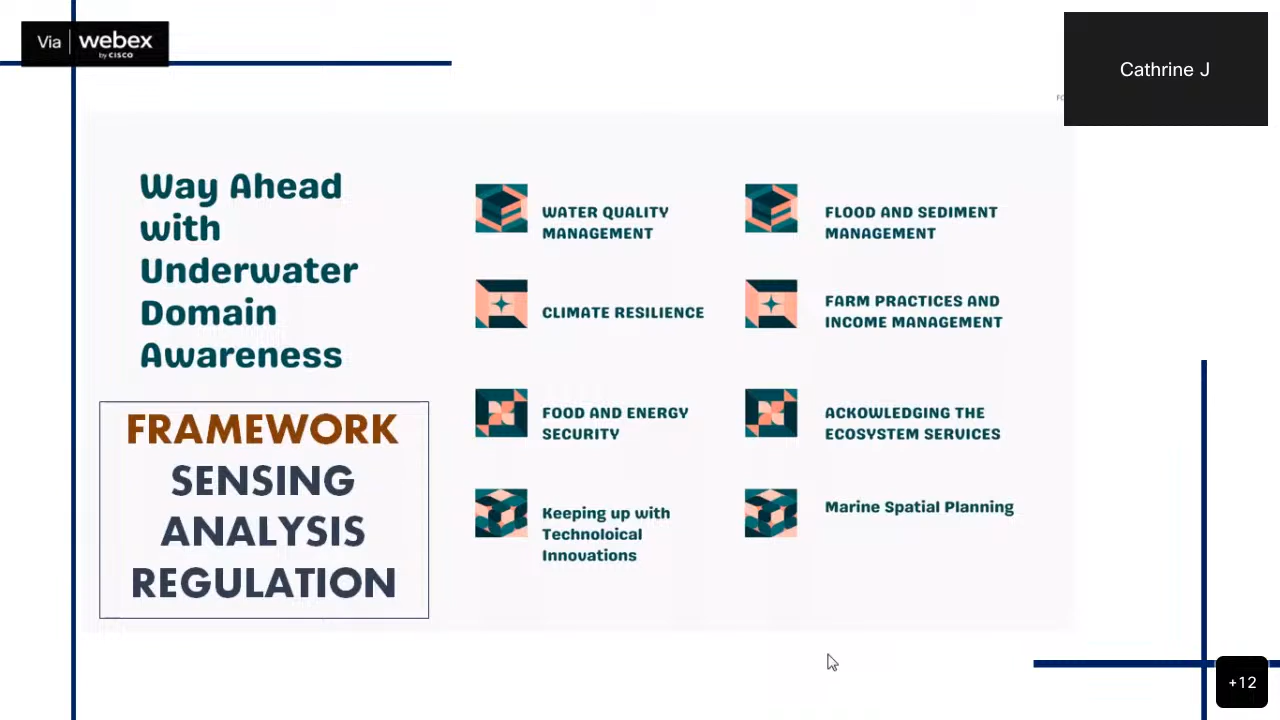 Via webex
by CISCO
Cathrine J
Way Ahead
with
Underwater
Domain
Awareness
FRAMEWORK
SENSING
ANALYSIS
REGULATION
WATER QUALITY
MANAGEMENT
FLOOD AND SEDIMENT
MANAGEMENT
CLIMATE RESILIENCE
FARM PRACTICES AND
INCOME MANAGEMENT
FOOD AND ENERGY
SECURITY
ACKOWLEDGING THE
ECOSYSTEM SERVICES
Keeping up with
Technoloical
Innovations
Marine Spatial Planning
+12